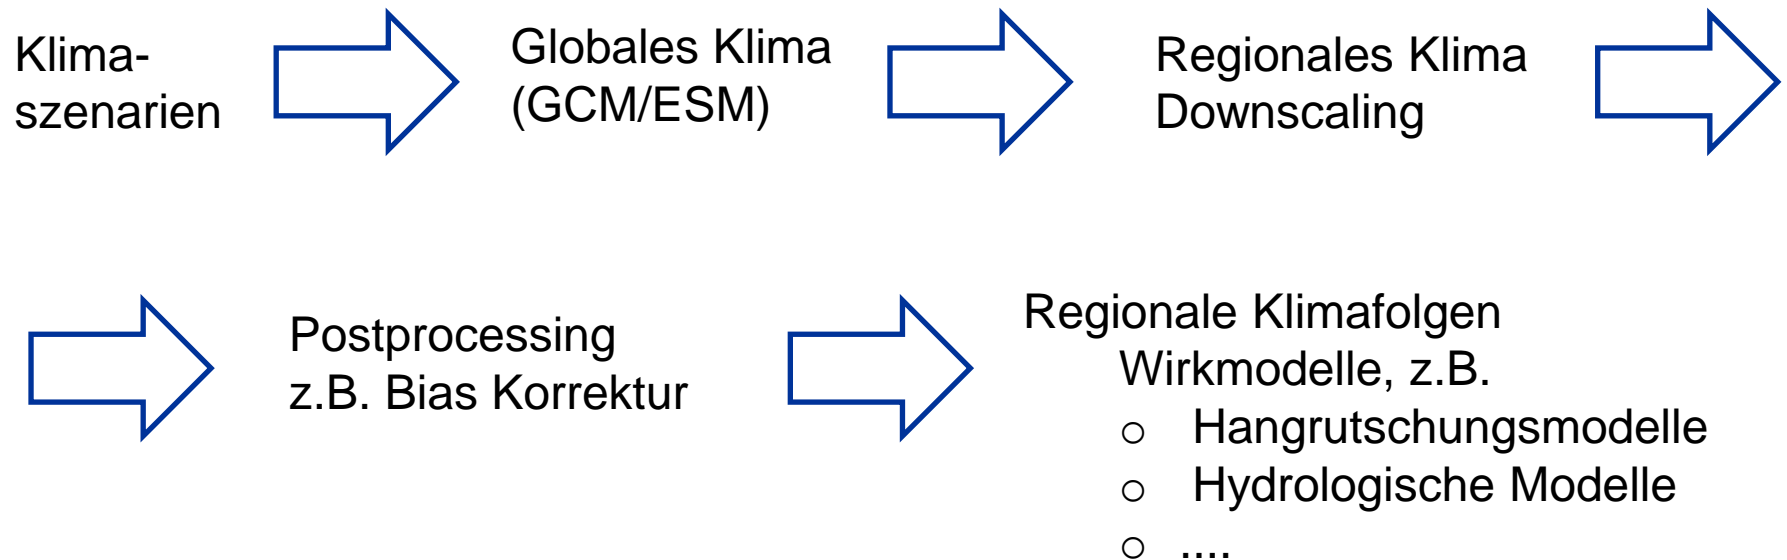 Klima-
szenarien
Globales Klima
(GCM/ESM)
Regionales Klima
Downscaling
Postprocessing
z.B. Bias Korrektur
Regionale Klimafolgen
Wirkmodelle, z.B.
○ Hangrutschungsmodelle
○ Hydrologische Modelle
○ ....